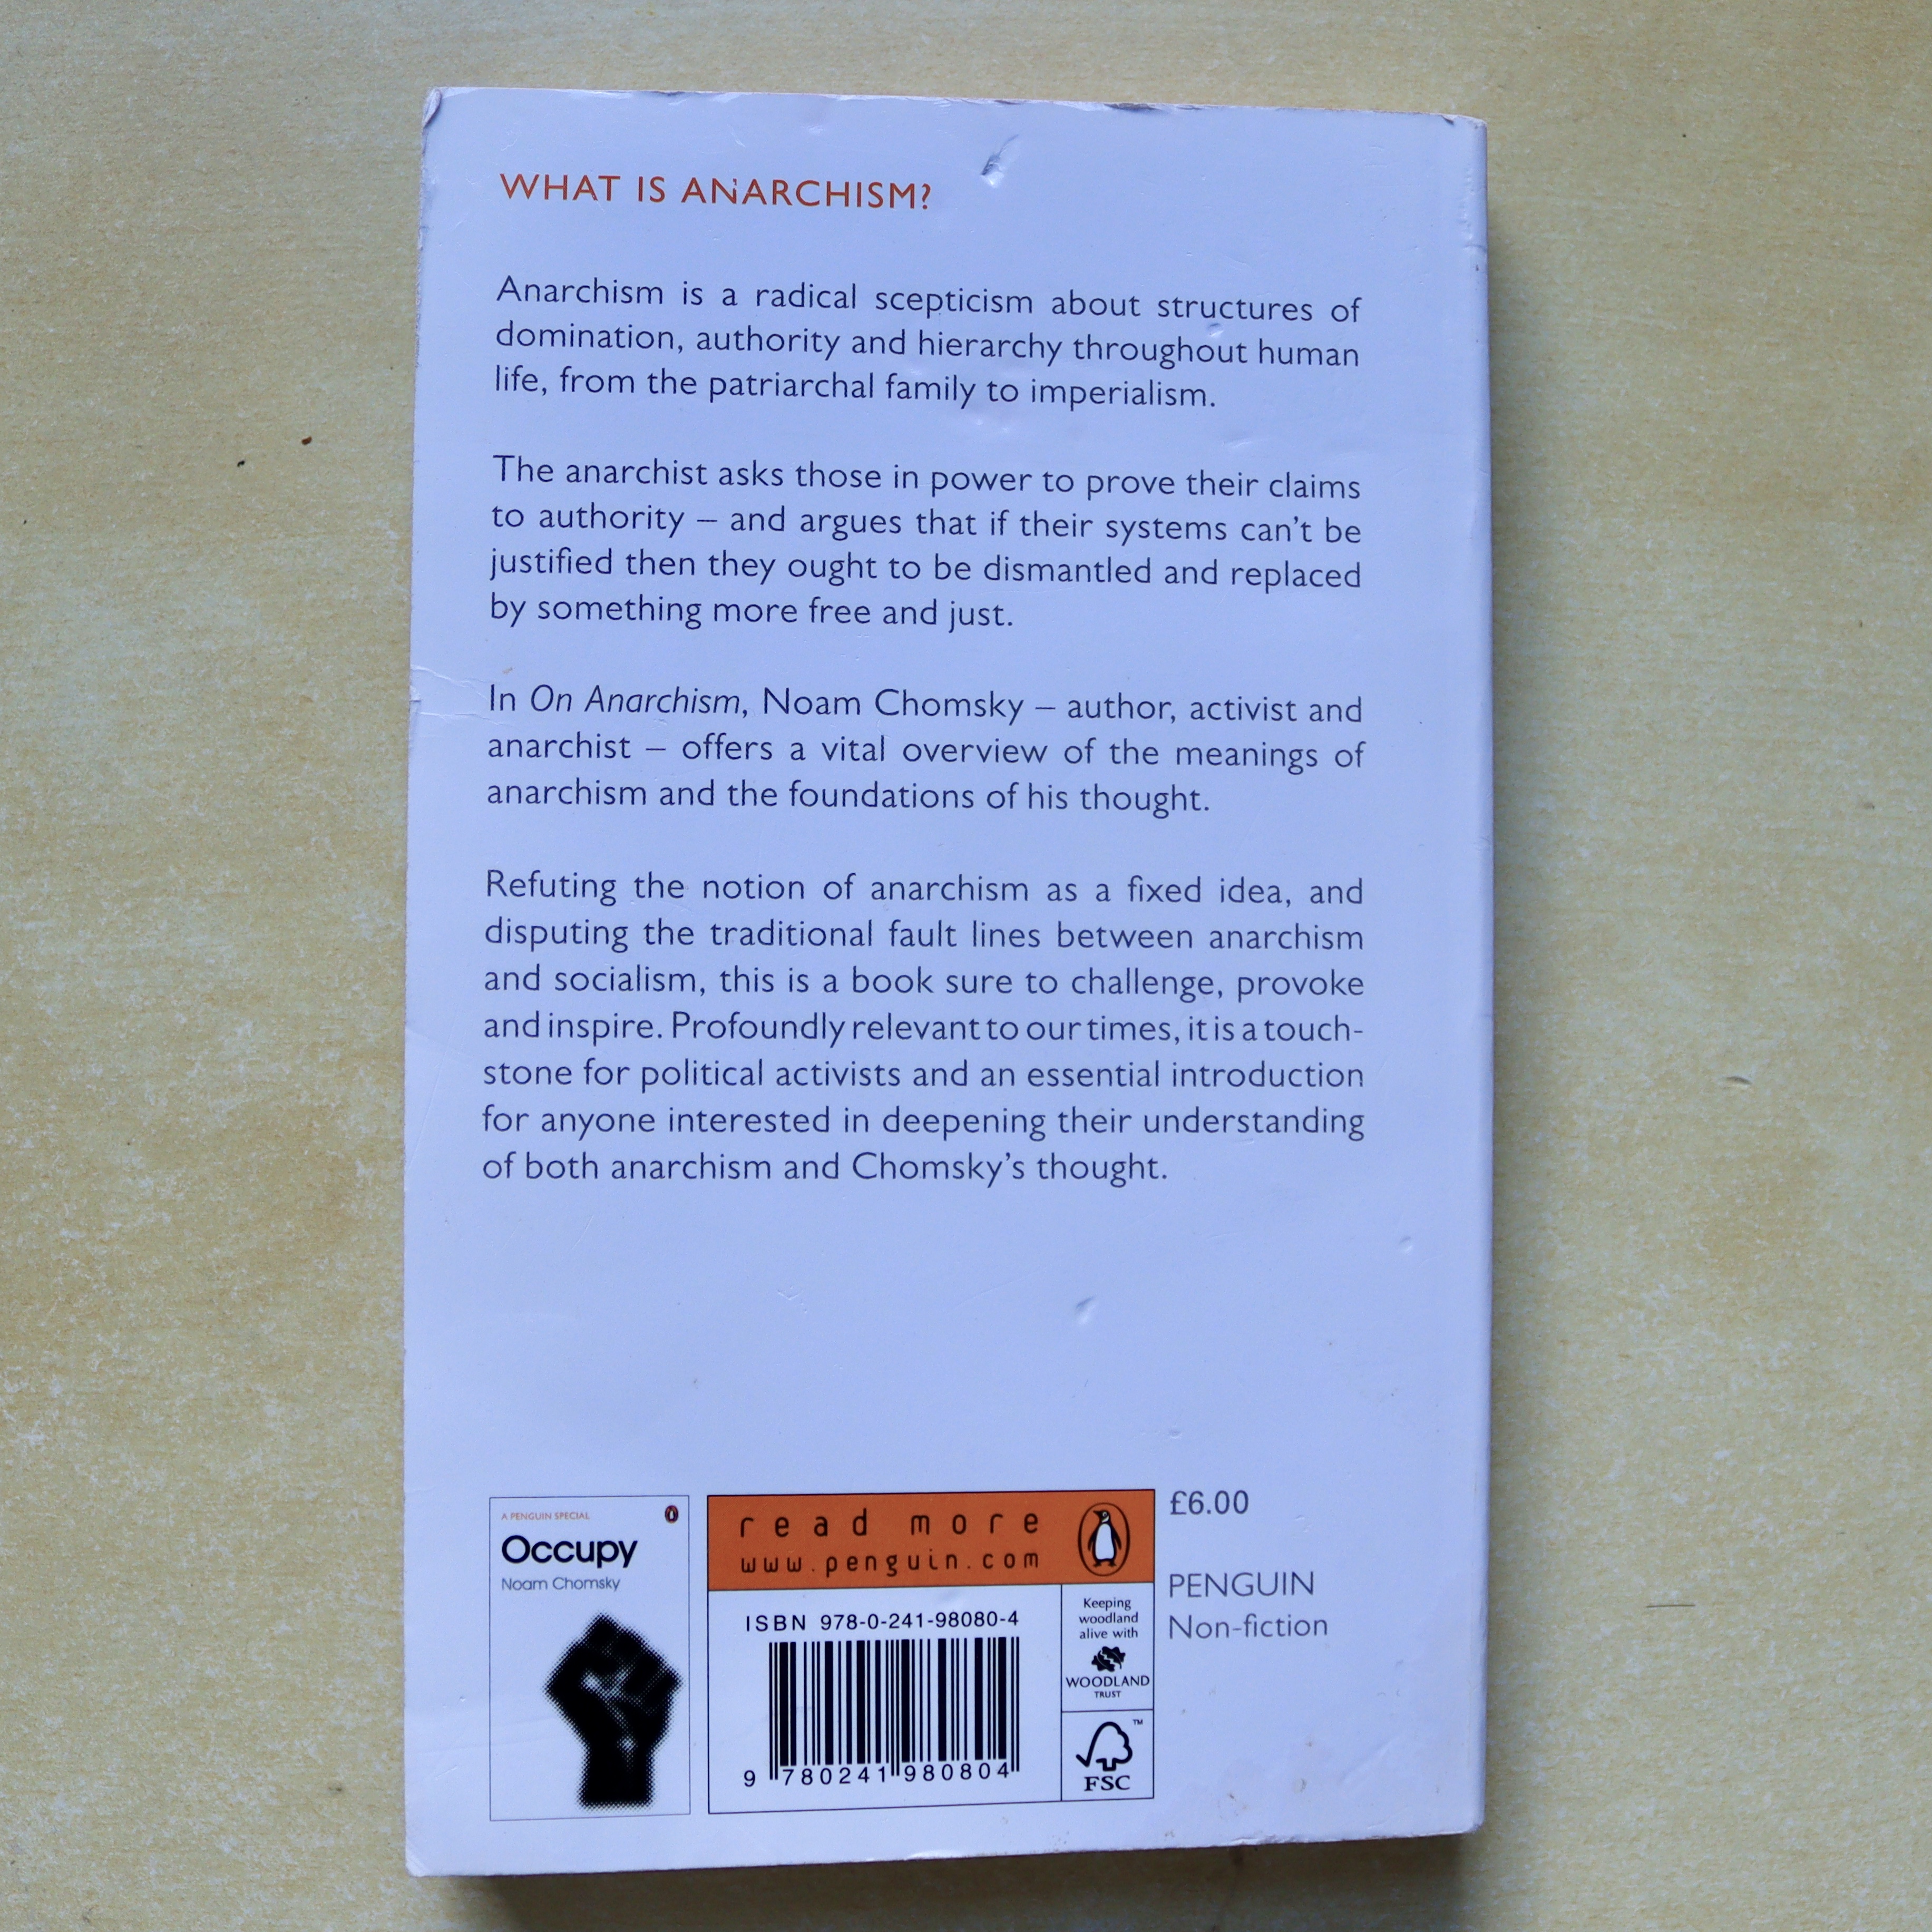 WHAT IS ANARCHISM?
Anarchism is a radical scepticism about structures of
domination, authority and hierarchy throughout human
life, from the patriarchal family to imperialism.
The anarchist asks those in power to prove their claims
to authority – and argues that if their systems can't be
justified then they ought to be dismantled and replaced
by something more free and just.
In On Anarchism, Noam Chomsky – author, activist and
anarchist – offers a vital overview of the meanings of
anarchism and the foundations of his thought.
Refuting the notion of anarchism as a fixed idea, and
disputing the traditional fault lines between anarchism
and socialism, this is a book sure to challenge, provoke
and inspire. Profoundly relevant to our times, it is a touch-
stone for political activists and an essential introduction
for anyone interested in deepening their understanding
of both anarchism and Chomsky's thought.
A PENGUIN SPECIAL
Occupy
Noam Chomsky
read more
www.penguin.com
ISBN 978-0-241-98080-4
9 780241 980804
Keeping
woodland
alive with
WOODLAND
TRUST
TM
FSC
£6.00
PENGUIN
Non-fiction